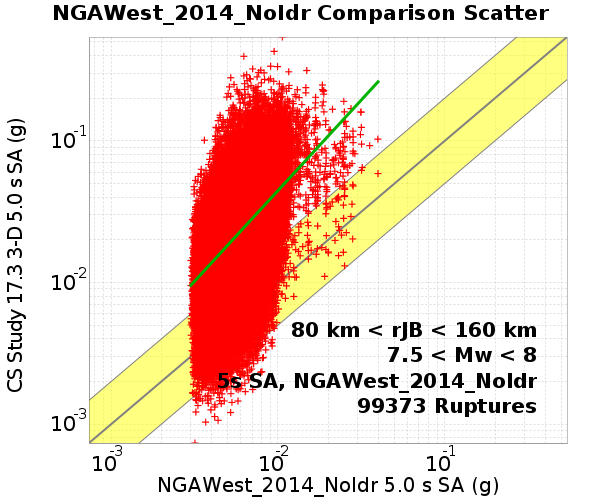 NGAWest_2014_NoIdr Comparison Scatter
CS Study 17.3 3-D 5.0 s SA (g)
10^-1
10^-2
10^-3
80 km < rJB < 160 km
7.5 < Mw < 8
5s SA, NGAWest_2014_NoIdr
99373 Ruptures
10^-3 10^-2 10^-1
NGAWest_2014_NoIdr 5.0 s SA (g)